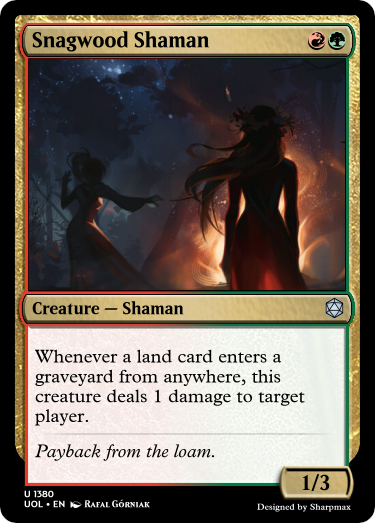 Snagwood Shaman
Creature — Shaman
Whenever a land card enters a
graveyard from anywhere, this
creature deals 1 damage to target
player.
Payback from the loam.
1/3
U 1380
UOL • EN Rafał Górniak
Designed by Sharpmax